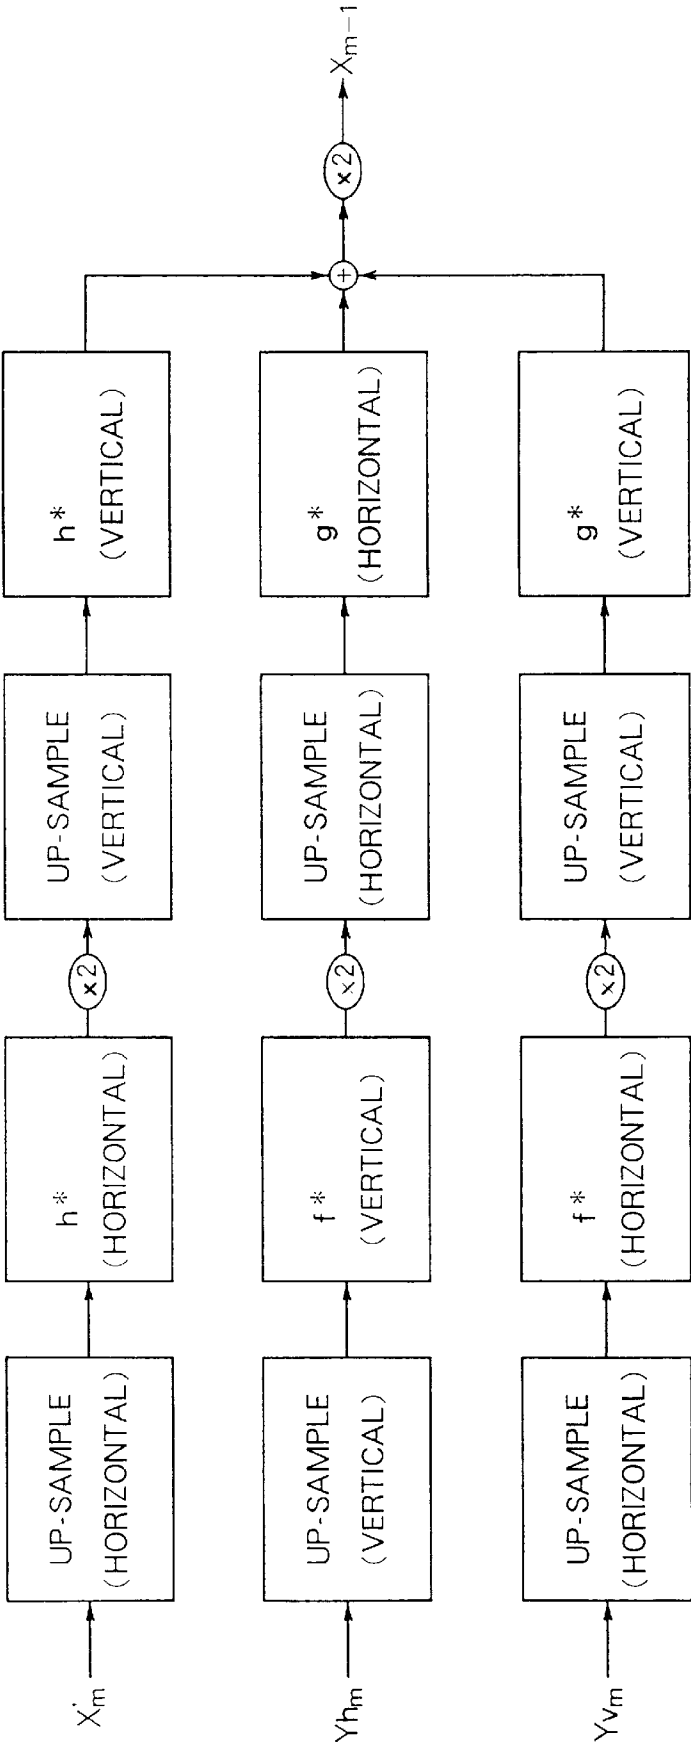 X'm
UP-SAMPLE
(HORIZONTAL)
h*
(HORIZONTAL)
×2
UP-SAMPLE
(VERTICAL)
h*
(VERTICAL)
Yhm
UP-SAMPLE
(VERTICAL)
f*
(VERTICAL)
×2
UP-SAMPLE
(HORIZONTAL)
g*
(HORIZONTAL)
+
×2
Xm-1
Yvm
UP-SAMPLE
(HORIZONTAL)
f*
(HORIZONTAL)
×2
UP-SAMPLE
(VERTICAL)
g*
(VERTICAL)